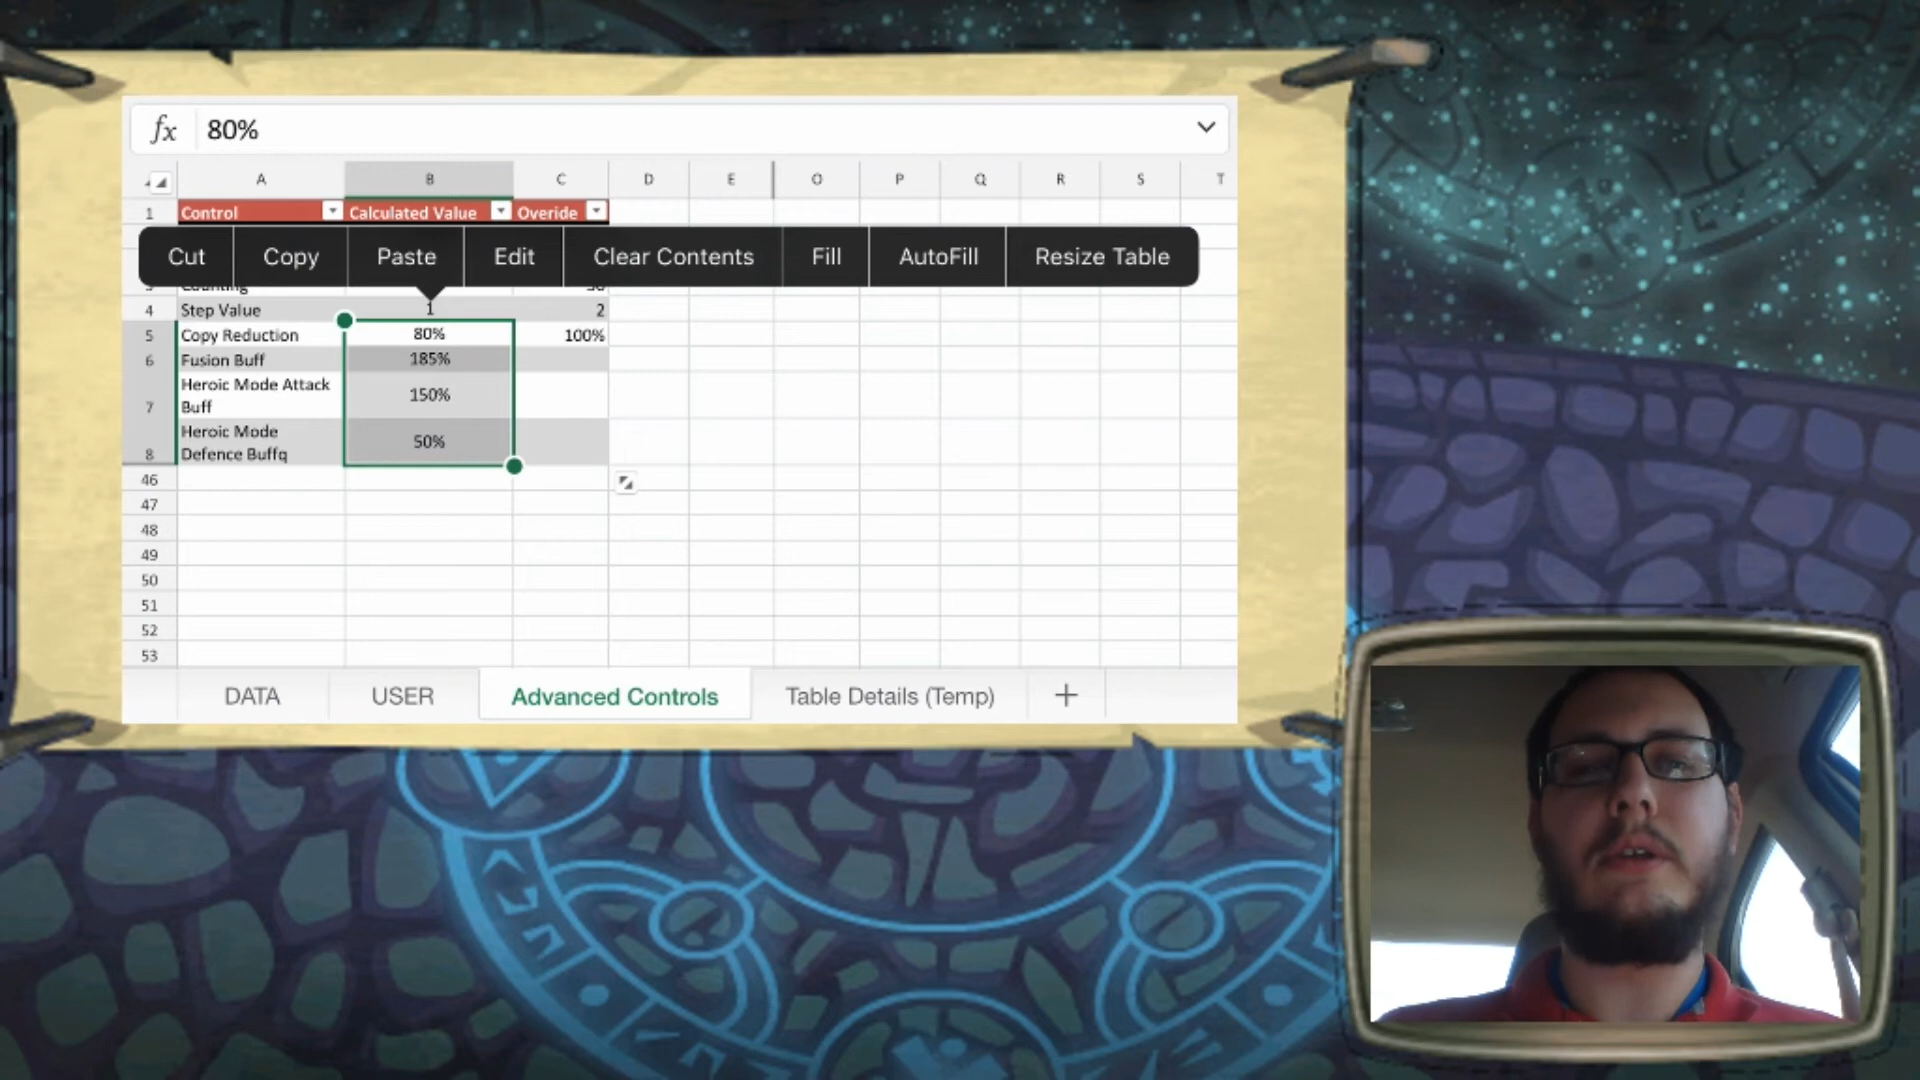 fx 80%
A B C D E O P Q R S T
1 Control Calculated Value Overide
Cut Copy Paste Edit Clear Contents Fill AutoFill Resize Table
4 Step Value 1 2
5 Copy Reduction 80% 100%
6 Fusion Buff 185%
Heroic Mode Attack
7 Buff 150%
Heroic Mode
8 Defence Buffq 50%
46
47
48
49
50
51
52
53
DATA USER Advanced Controls Table Details (Temp) +